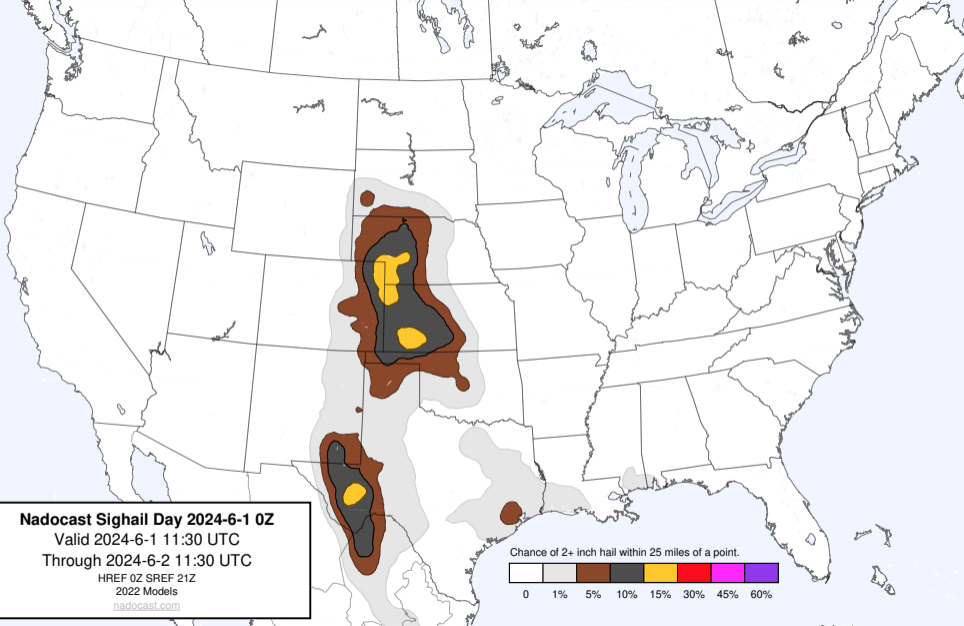 Nadocast Sighail Day 2024-6-1 0Z
Valid 2024-6-1 11:30 UTC
Through 2024-6-2 11:30 UTC
HREF 0Z SREF 21Z
2022 Models
nadocast.com
Chance of 2+ inch hail within 25 miles of a point.
0 1% 5% 10% 15% 30% 45% 60%